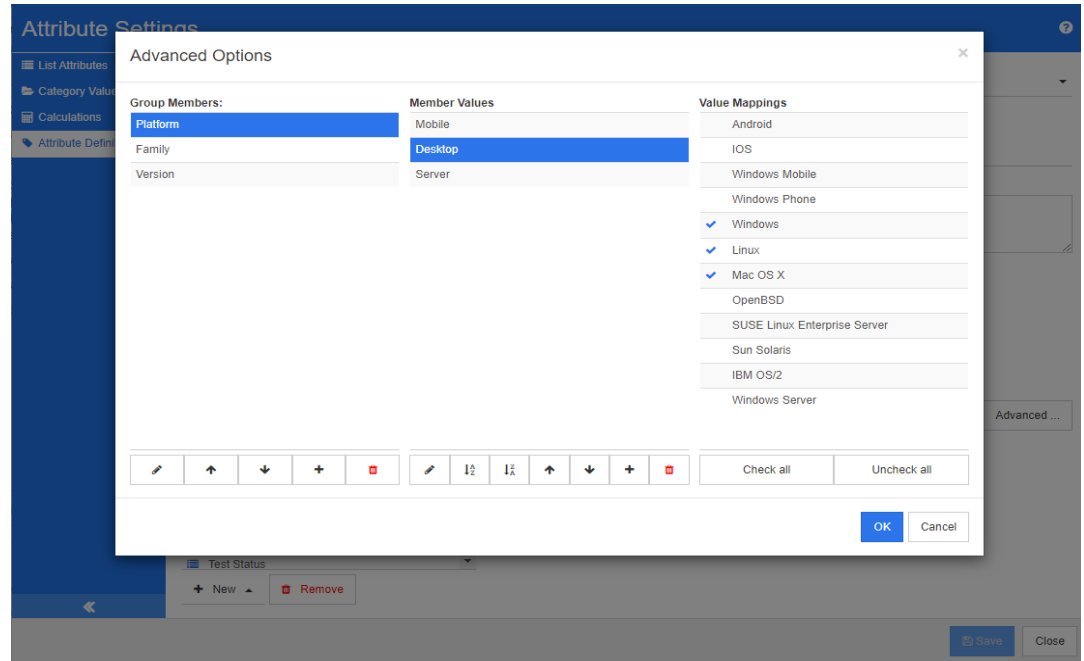 Attribute Settings
List Attributes
Category Value
Calculations
Attribute Defini
Advanced Options
Group Members:
Platform
Family
Version
Member Values
Mobile
Desktop
Server
Value Mappings
Android
IOS
Windows Mobile
Windows Phone
Windows
Linux
Mac OS X
OpenBSD
SUSE Linux Enterprise Server
Sun Solaris
IBM OS/2
Windows Server
Check all
Uncheck all
OK
Cancel
Advanced ...
Test Status
New
Remove
Save
Close